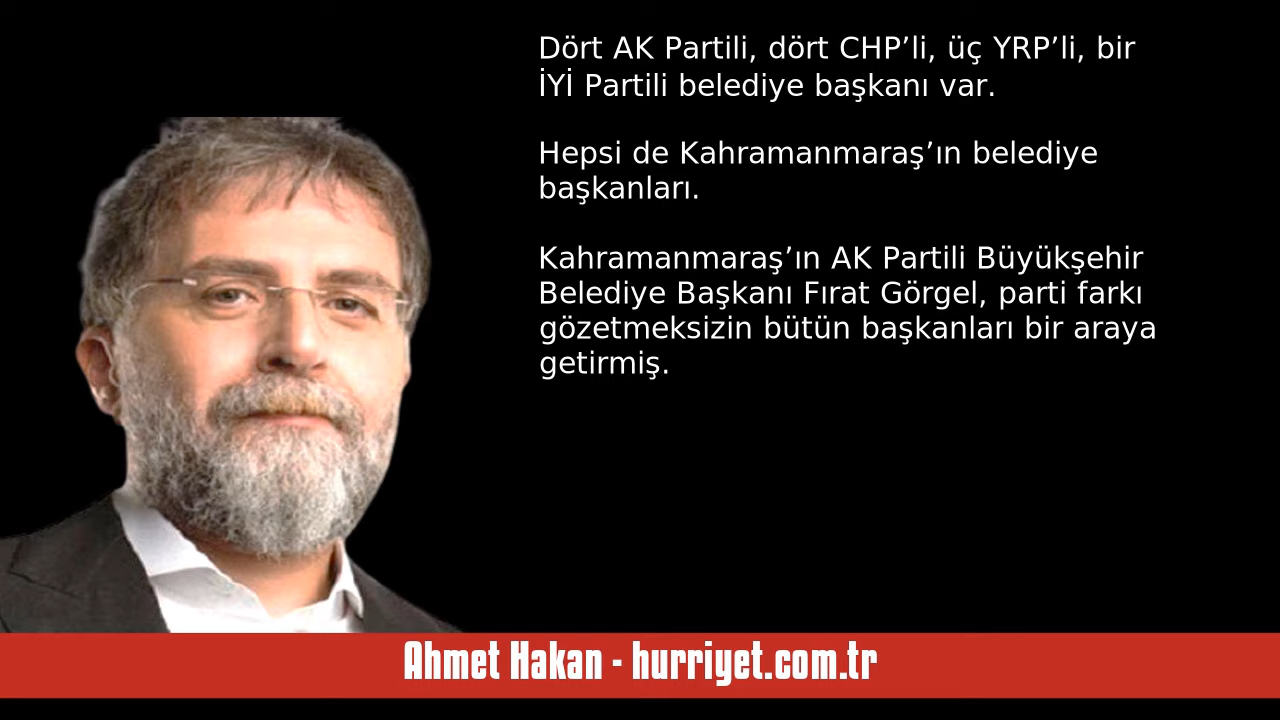 Dört AK Partili, dört CHP’li, üç YRP’li, bir
İYİ Partili belediye başkanı var.
Hepsi de Kahramanmaraş’ın belediye
başkanları.
Kahramanmaraş’ın AK Partili Büyükşehir
Belediye Başkanı Fırat Görgel, parti farkı
gözetmeksizin bütün başkanları bir araya
getirmiş.
Ahmet Hakan - hurriyet.com.tr